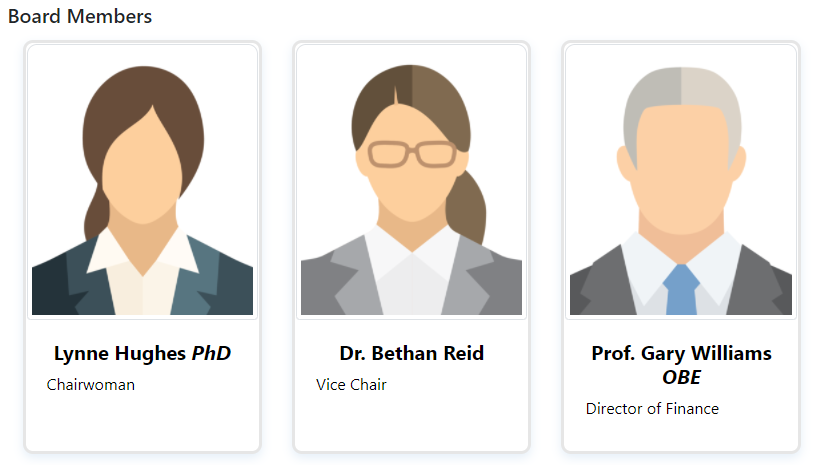 Board Members
Lynne Hughes PhD
Chairwoman
Dr. Bethan Reid
Vice Chair
Prof. Gary Williams
OBE
Director of Finance